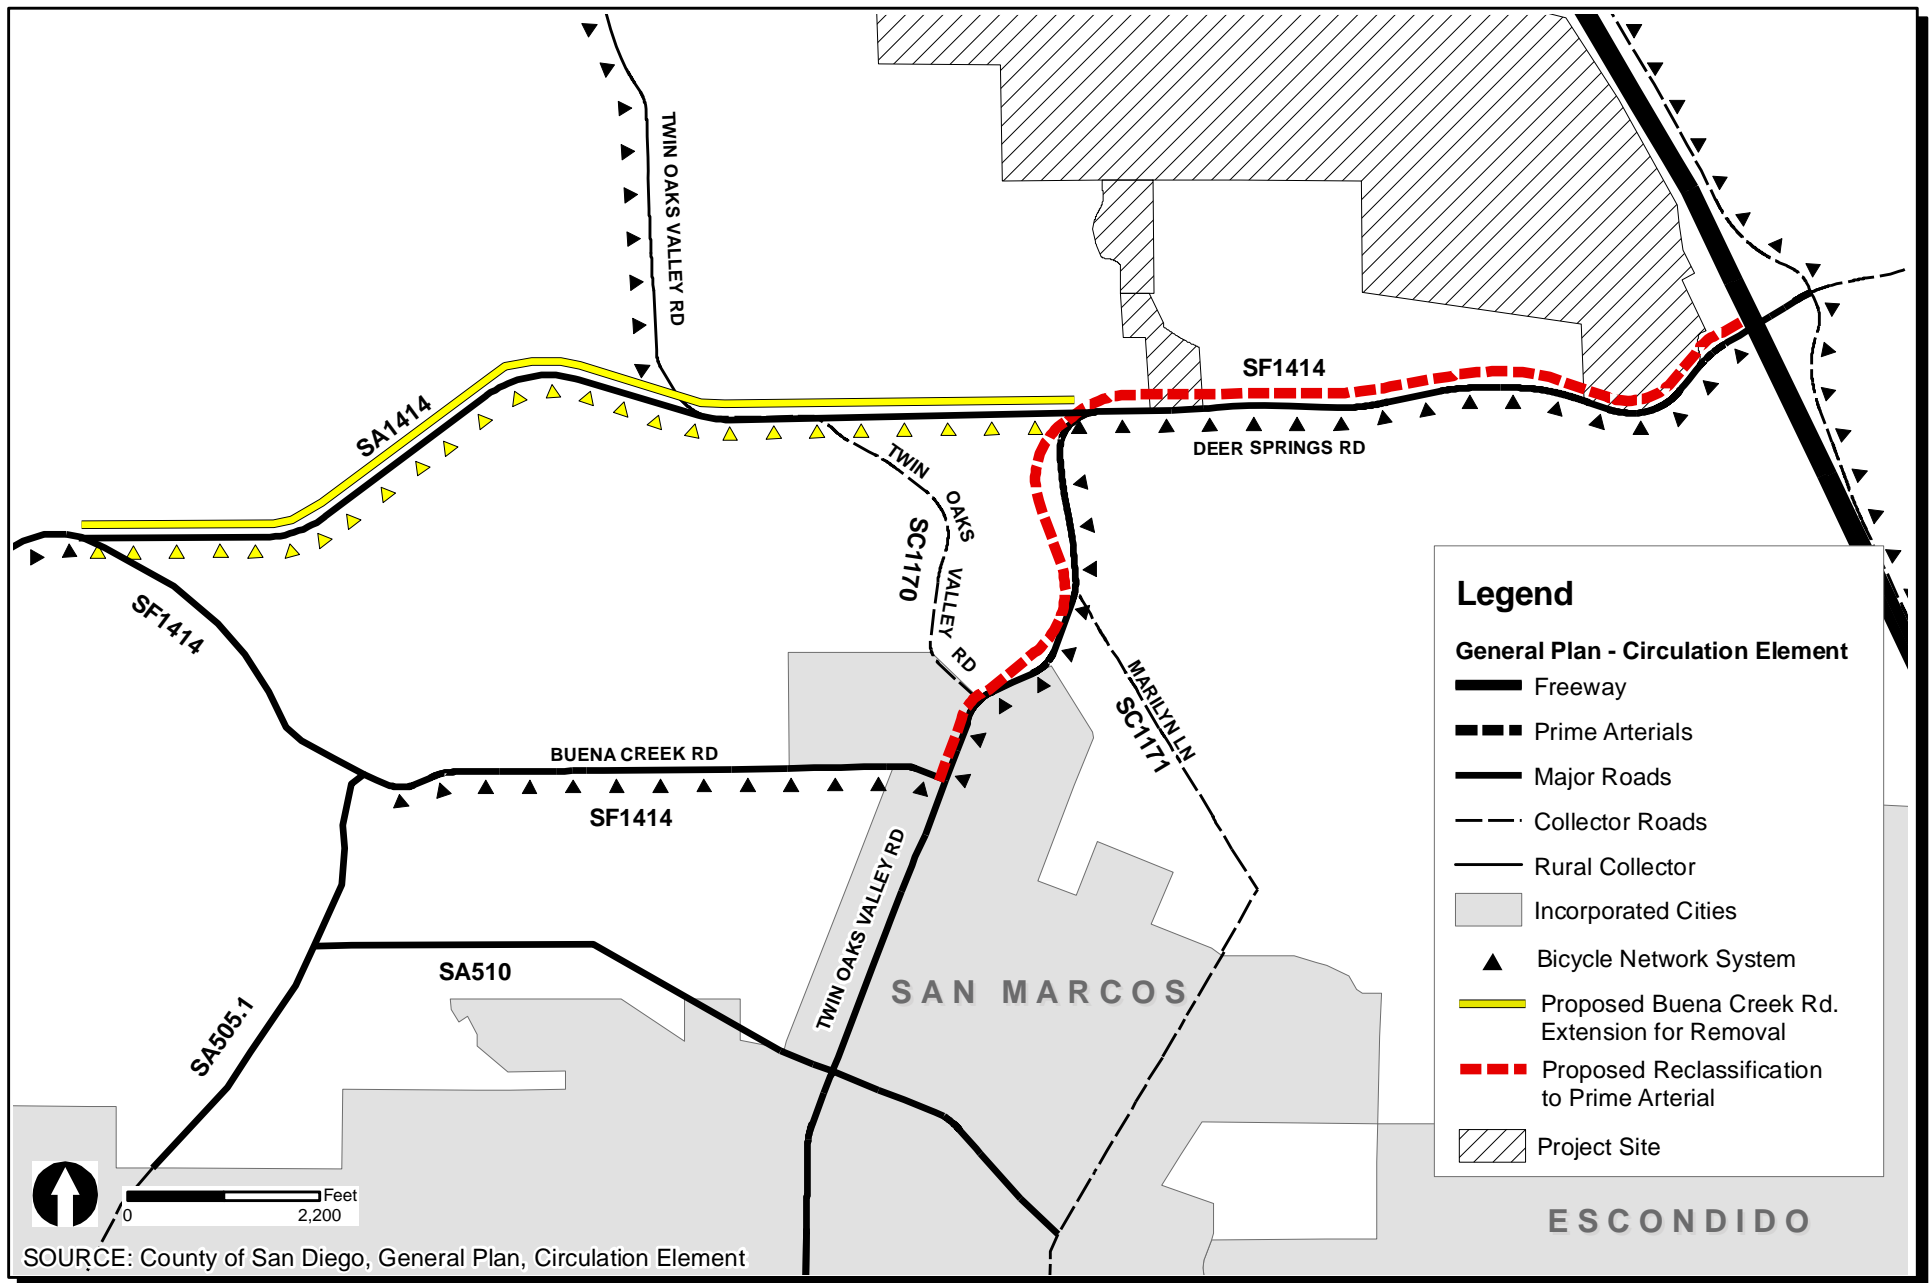 TWIN OAKS VALLEY RD
SA1414
SF1414
DEER SPRINGS RD
TWIN
OAKS
VALLEY
RD
SC1170
SF1414
MARILYN LN
SC1171
BUENA CREEK RD
SF1414
TWIN OAKS VALLEY RD
SA510
SAN MARCOS
SA505.1
ESCONDIDO
Legend
General Plan - Circulation Element
Freeway
Prime Arterials
Major Roads
Collector Roads
Rural Collector
Incorporated Cities
Bicycle Network System
Proposed Buena Creek Rd.
Extension for Removal
Proposed Reclassification
to Prime Arterial
Project Site
Feet
0 2,200
SOURCE: County of San Diego, General Plan, Circulation Element